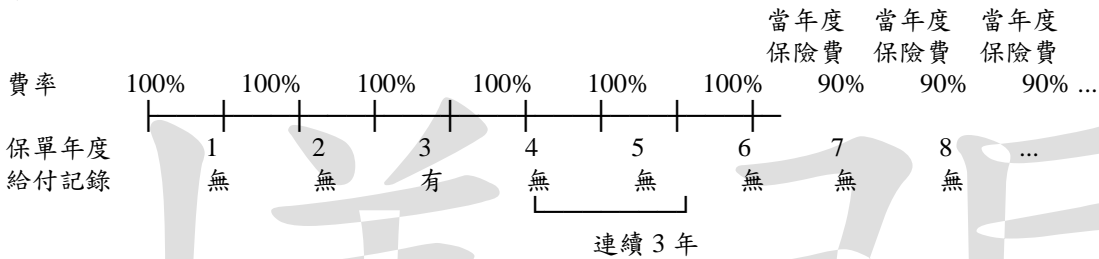 當年度 當年度 當年度
保險費 保險費 保險費
費率 100% 100% 100% 100% 100% 100% 90% 90% 90% ...
保單年度 1 2 3 4 5 6 7 8 ...
給付記錄 無 無 有 無 無 無 無 無
連續 3 年